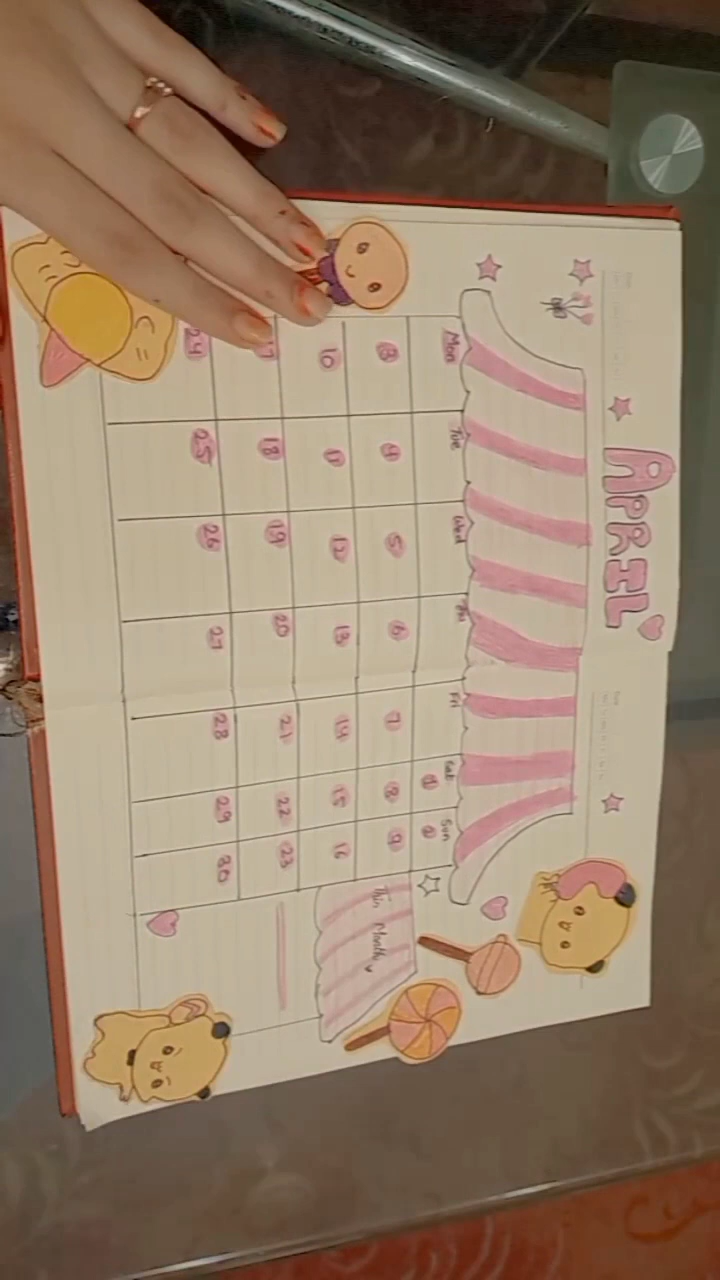 APRIL
Mon Tue Wed Thu Fri Sat Sun
1 2
3 4 5 6 7 8 9
10 11 12 13 14 15 16
17 18 19 20 21 22 23
24 25 26 27 28 29 30
This Month